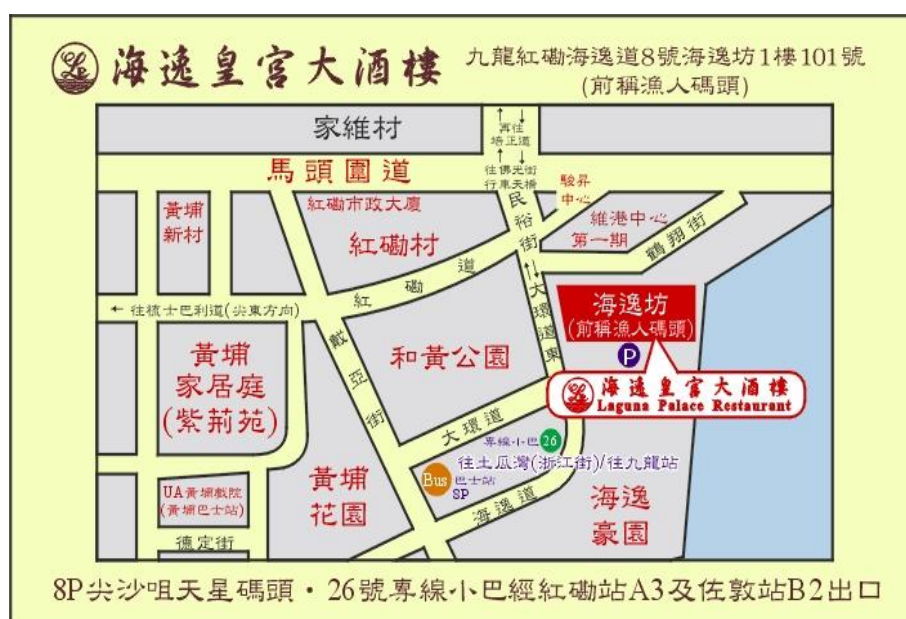 海逸皇宮大酒樓
九龍紅磡海逸道8號海逸坊1樓101號
(前稱漁人碼頭)
家維村
再往
培正道
馬頭圍道
往佛光街
行車天橋
駿昇
中心
黃埔
新村
紅磡市政大廈
紅磡村
民裕街
維港中心
第一期
鶴翔街
紅磡道
← 往梳士巴利道(尖東方向)
大環道東
海逸坊
(前稱漁人碼頭)
P
海逸皇宮大酒樓
Laguna Palace Restaurant
黃埔
家居庭
(紫荊苑)
戴亞街
和黃公園
大環道
專線小巴 26
往土瓜灣(浙江街)/往九龍站
Bus 巴士站
SP
UA黃埔戲院
(黃埔巴士站)
黃埔
花園
海逸道
海逸
豪園
德定街
8P尖沙咀天星碼頭・26號專線小巴經紅磡站A3及佐敦站B2出口